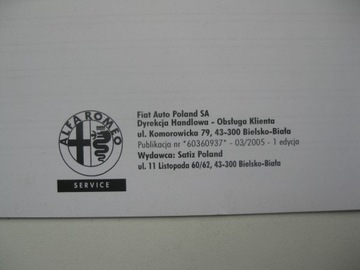 ALFA ROMEO
SERVICE
Fiat Auto Poland SA
Dyrekcja Handlowa - Obsługa Klienta
ul. Komorowicka 79, 43-300 Bielsko-Biała
Publikacja nr *60360937* - 03/2005 - 1 edycja
Wydawca: Satiz Poland
ul. 11 Listopada 60/62, 43-300 Bielsko-Biała